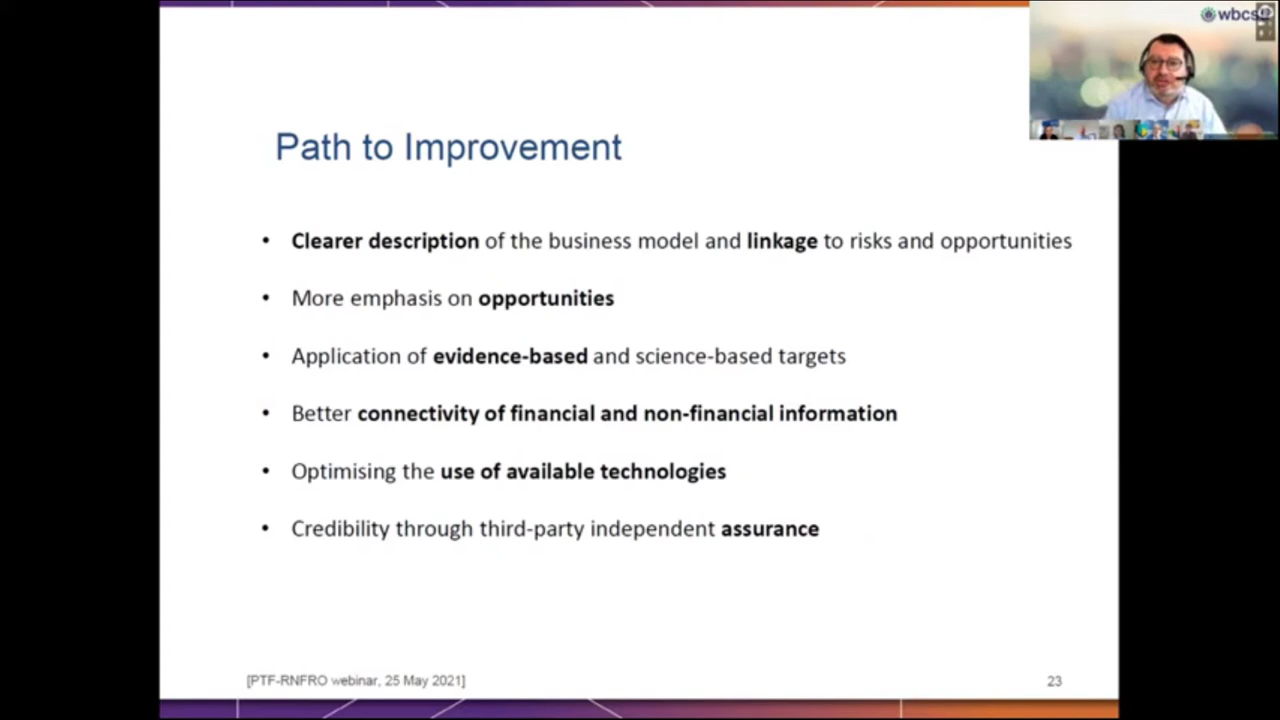 wbcs
Path to Improvement
• Clearer description of the business model and linkage to risks and opportunities
• More emphasis on opportunities
• Application of evidence-based and science-based targets
• Better connectivity of financial and non-financial information
• Optimising the use of available technologies
• Credibility through third-party independent assurance
[PTF-RNFRO webinar, 25 May 2021]
23